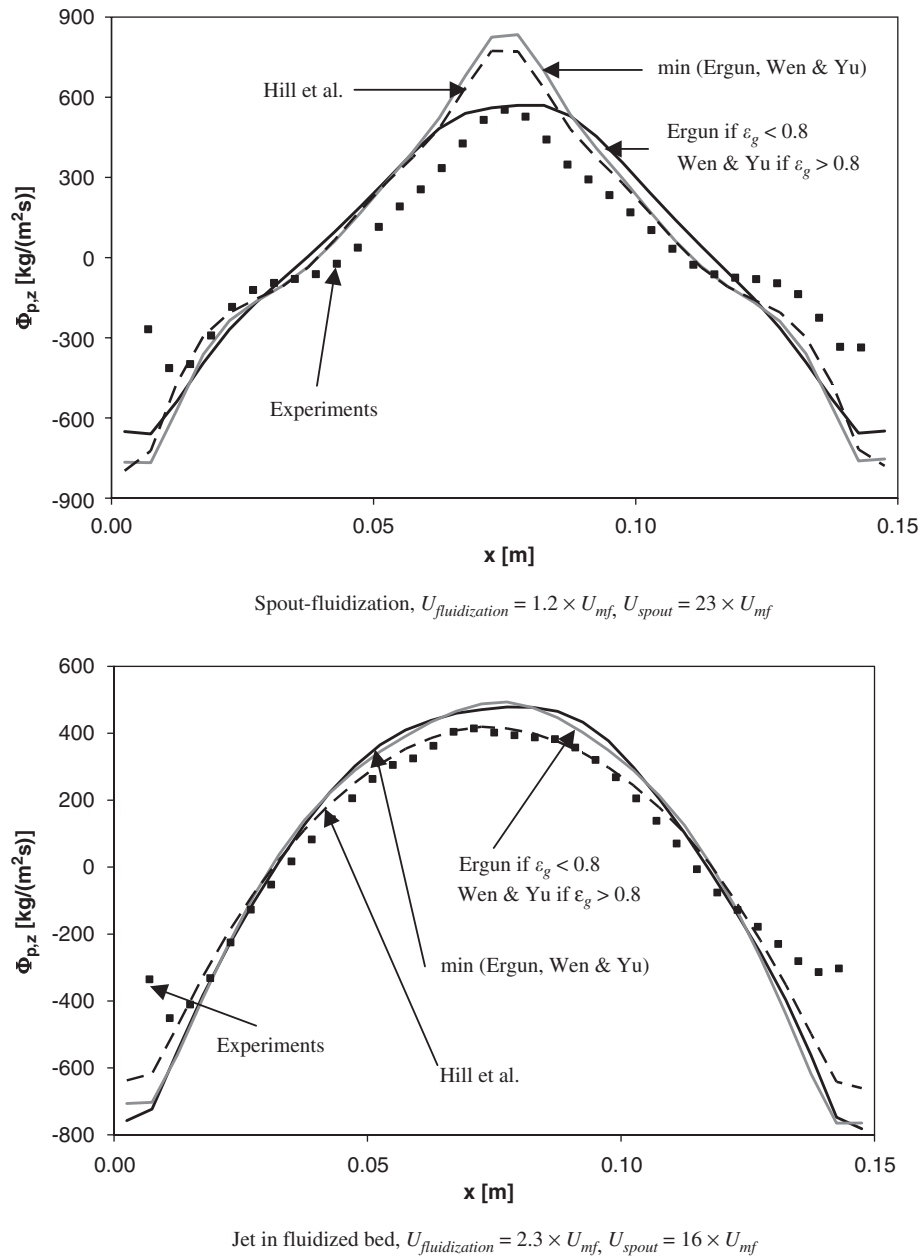 900
600
300
0
-300
-600
-900
Φp,z [kg/(m²s)]
Hill et al.
min (Ergun, Wen & Yu)
Ergun if εg < 0.8
Wen & Yu if εg > 0.8
Experiments
0.00 0.05 0.10 0.15
x [m]
Spout-fluidization, Ufluidization = 1.2 × Umf, Uspout = 23 × Umf
600
400
200
0
-200
-400
-600
-800
Φp,z [kg/(m²s)]
Ergun if εg < 0.8
Wen & Yu if εg > 0.8
min (Ergun, Wen & Yu)
Experiments
Hill et al.
0.00 0.05 0.10 0.15
x [m]
Jet in fluidized bed, Ufluidization = 2.3 × Umf, Uspout = 16 × Umf